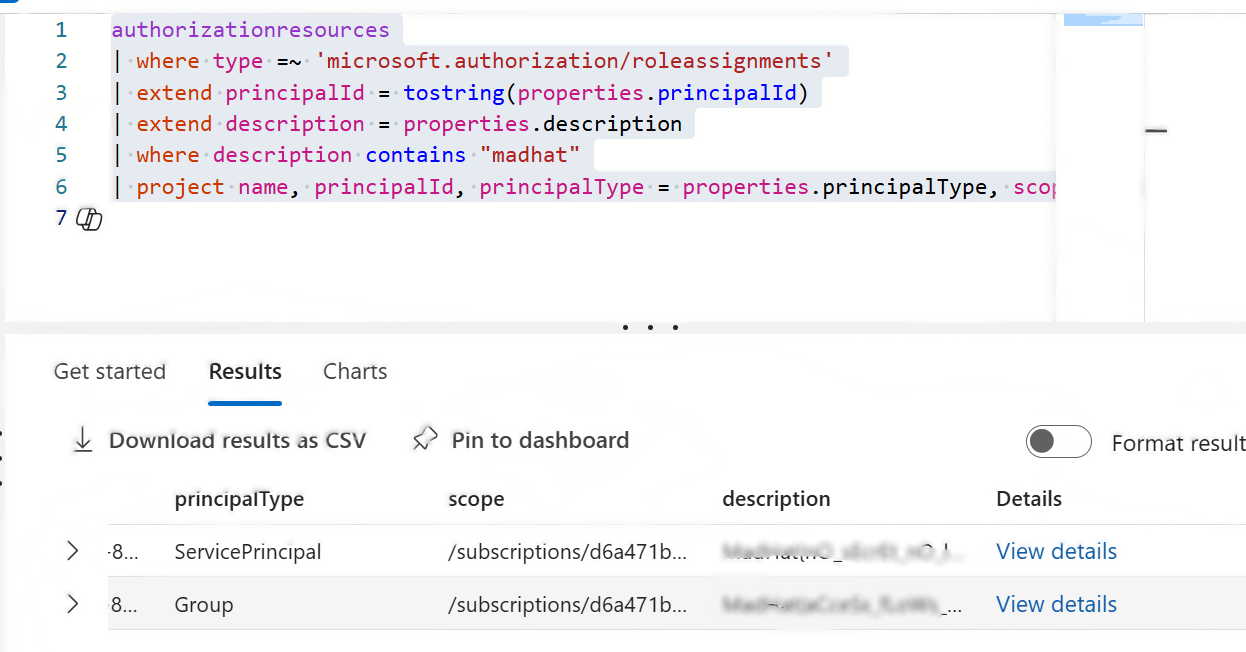 1 authorizationresources
2 | where type =~ 'microsoft.authorization/roleassignments'
3 | extend principalId = tostring(properties.principalId)
4 | extend description = properties.description
5 | where description contains "madhat"
6 | project name, principalId, principalType = properties.principalType, scop
7
Get started Results Charts
Download results as CSV Pin to dashboard Format result
principalType scope description Details
-8... ServicePrincipal /subscriptions/d6a471b... View details
-8... Group /subscriptions/d6a471b... View details